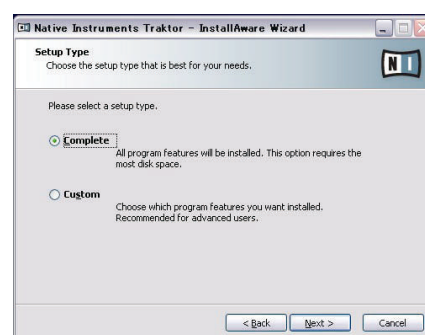 Native Instruments Traktor - InstallAware Wizard
Setup Type
Choose the setup type that is best for your needs.
NI
Please select a setup type.
Complete
All program features will be installed. This option requires the
most disk space.
Custom
Choose which program features you want installed.
Recommended for advanced users.
< Back Next > Cancel